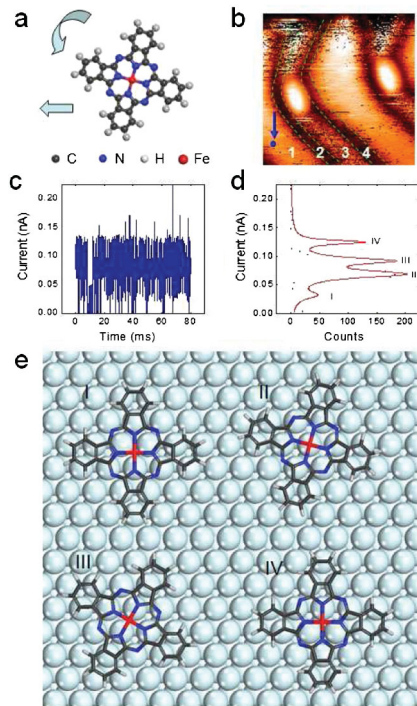 a
b
1 2 3 4
C N H Fe
c
Current (nA)
0.20
0.15
0.10
0.05
0.00
0 20 40 60 80 100
Time (ms)
d
Current (nA)
0.20
0.15
0.10
0.05
0.00
IV
III
II
I
0 50 100 150 200
Counts
e
I
II
III
IV